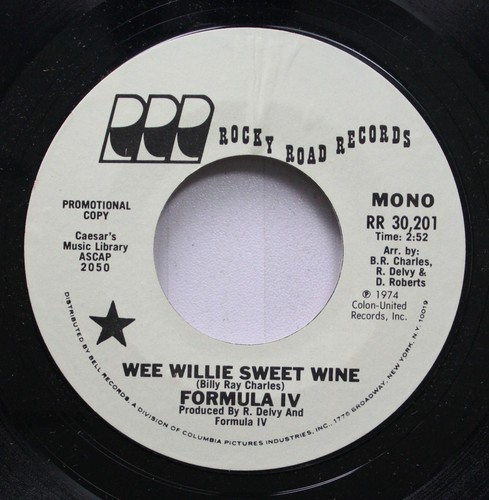 RRR ROCKY ROAD RECORDS
PROMOTIONAL
COPY
Caesar's
Music Library
ASCAP
2050
MONO
RR 30,201
Time: 2:52
Arr. by:
B.R. Charles,
R. Delvy &
D. Roberts
℗ 1974
Colon-United
Records, Inc.
WEE WILLIE SWEET WINE
(Billy Ray Charles)
FORMULA IV
Produced By R. Delvy And
Formula IV
DISTRIBUTED BY BELL RECORDS, A DIVISION OF COLUMBIA PICTURES INDUSTRIES, INC., 1776 BROADWAY, NEW YORK, N.Y. 10019